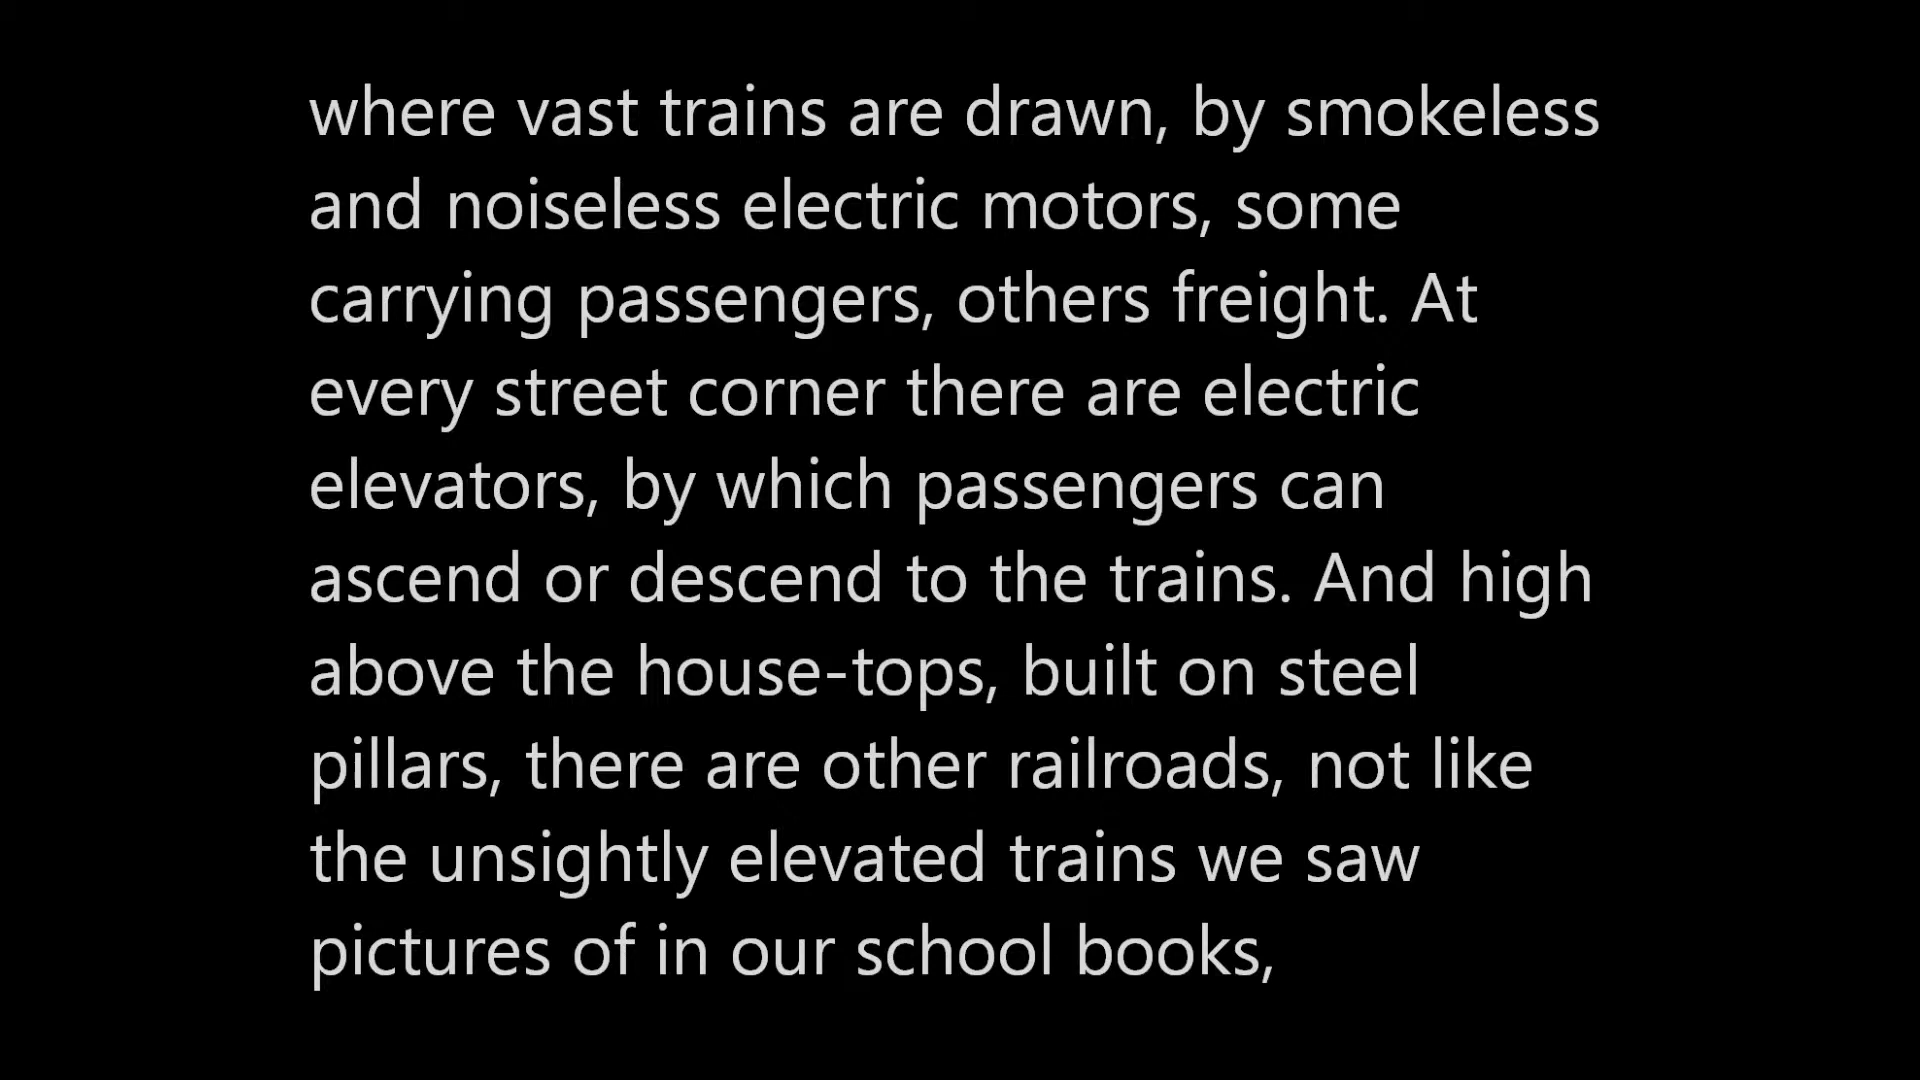 where vast trains are drawn, by smokeless
and noiseless electric motors, some
carrying passengers, others freight. At
every street corner there are electric
elevators, by which passengers can
ascend or descend to the trains. And high
above the house-tops, built on steel
pillars, there are other railroads, not like
the unsightly elevated trains we saw
pictures of in our school books,